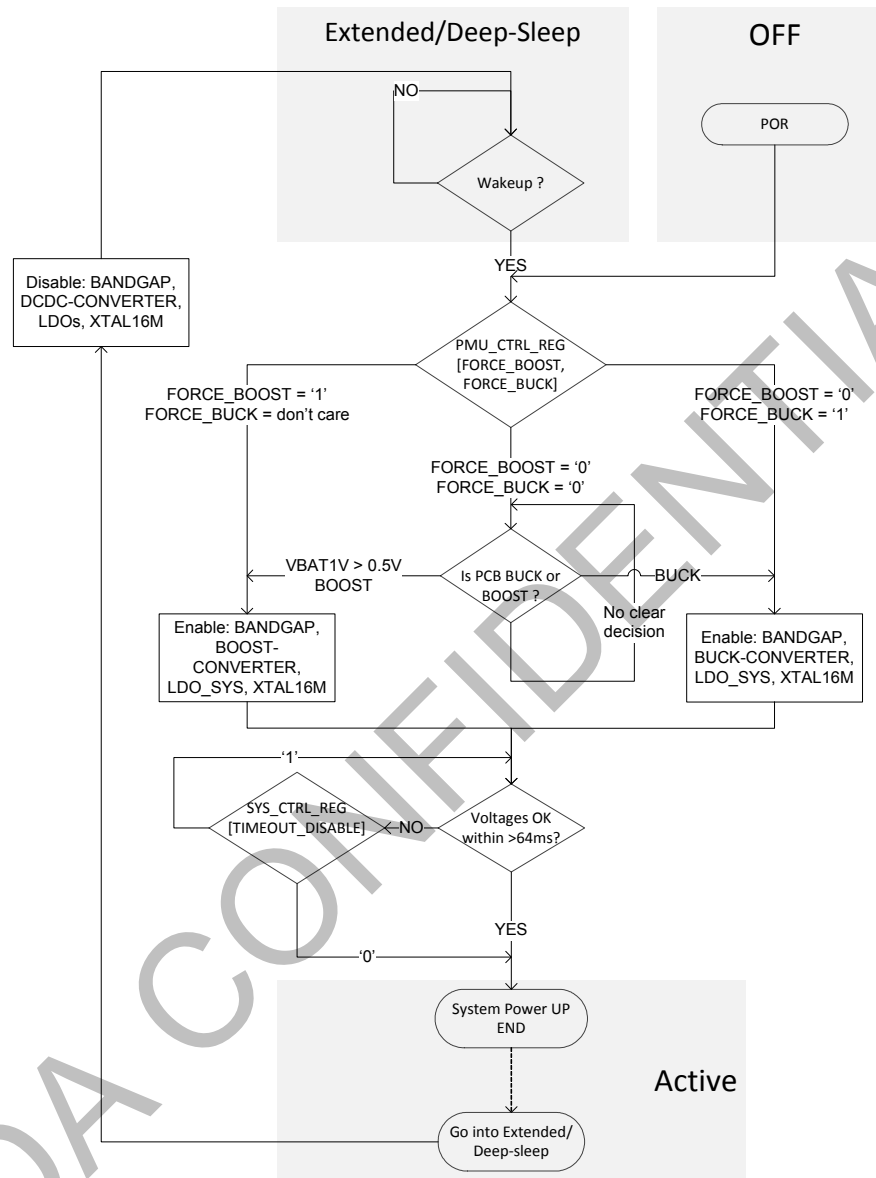 Extended/Deep-Sleep
OFF
NO
POR
Wakeup ?
YES
Disable: BANDGAP,
DCDC-CONVERTER,
LDOs, XTAL16M
PMU_CTRL_REG
[FORCE_BOOST,
FORCE_BUCK]
FORCE_BOOST = ‘1’
FORCE_BUCK = don’t care
FORCE_BOOST = ‘0’
FORCE_BUCK = ‘1’
FORCE_BOOST = ‘0’
FORCE_BUCK = ‘0’
VBAT1V > 0.5V
BOOST
Is PCB BUCK or
BOOST ?
BUCK
No clear
decision
Enable: BANDGAP,
BOOST-
CONVERTER,
LDO_SYS, XTAL16M
Enable: BANDGAP,
BUCK-CONVERTER,
LDO_SYS, XTAL16M
‘1’
SYS_CTRL_REG
[TIMEOUT_DISABLE]
NO
Voltages OK
within >64ms?
YES
‘0’
System Power UP
END
Active
Go into Extended/
Deep-sleep
DA CONFIDENTIA